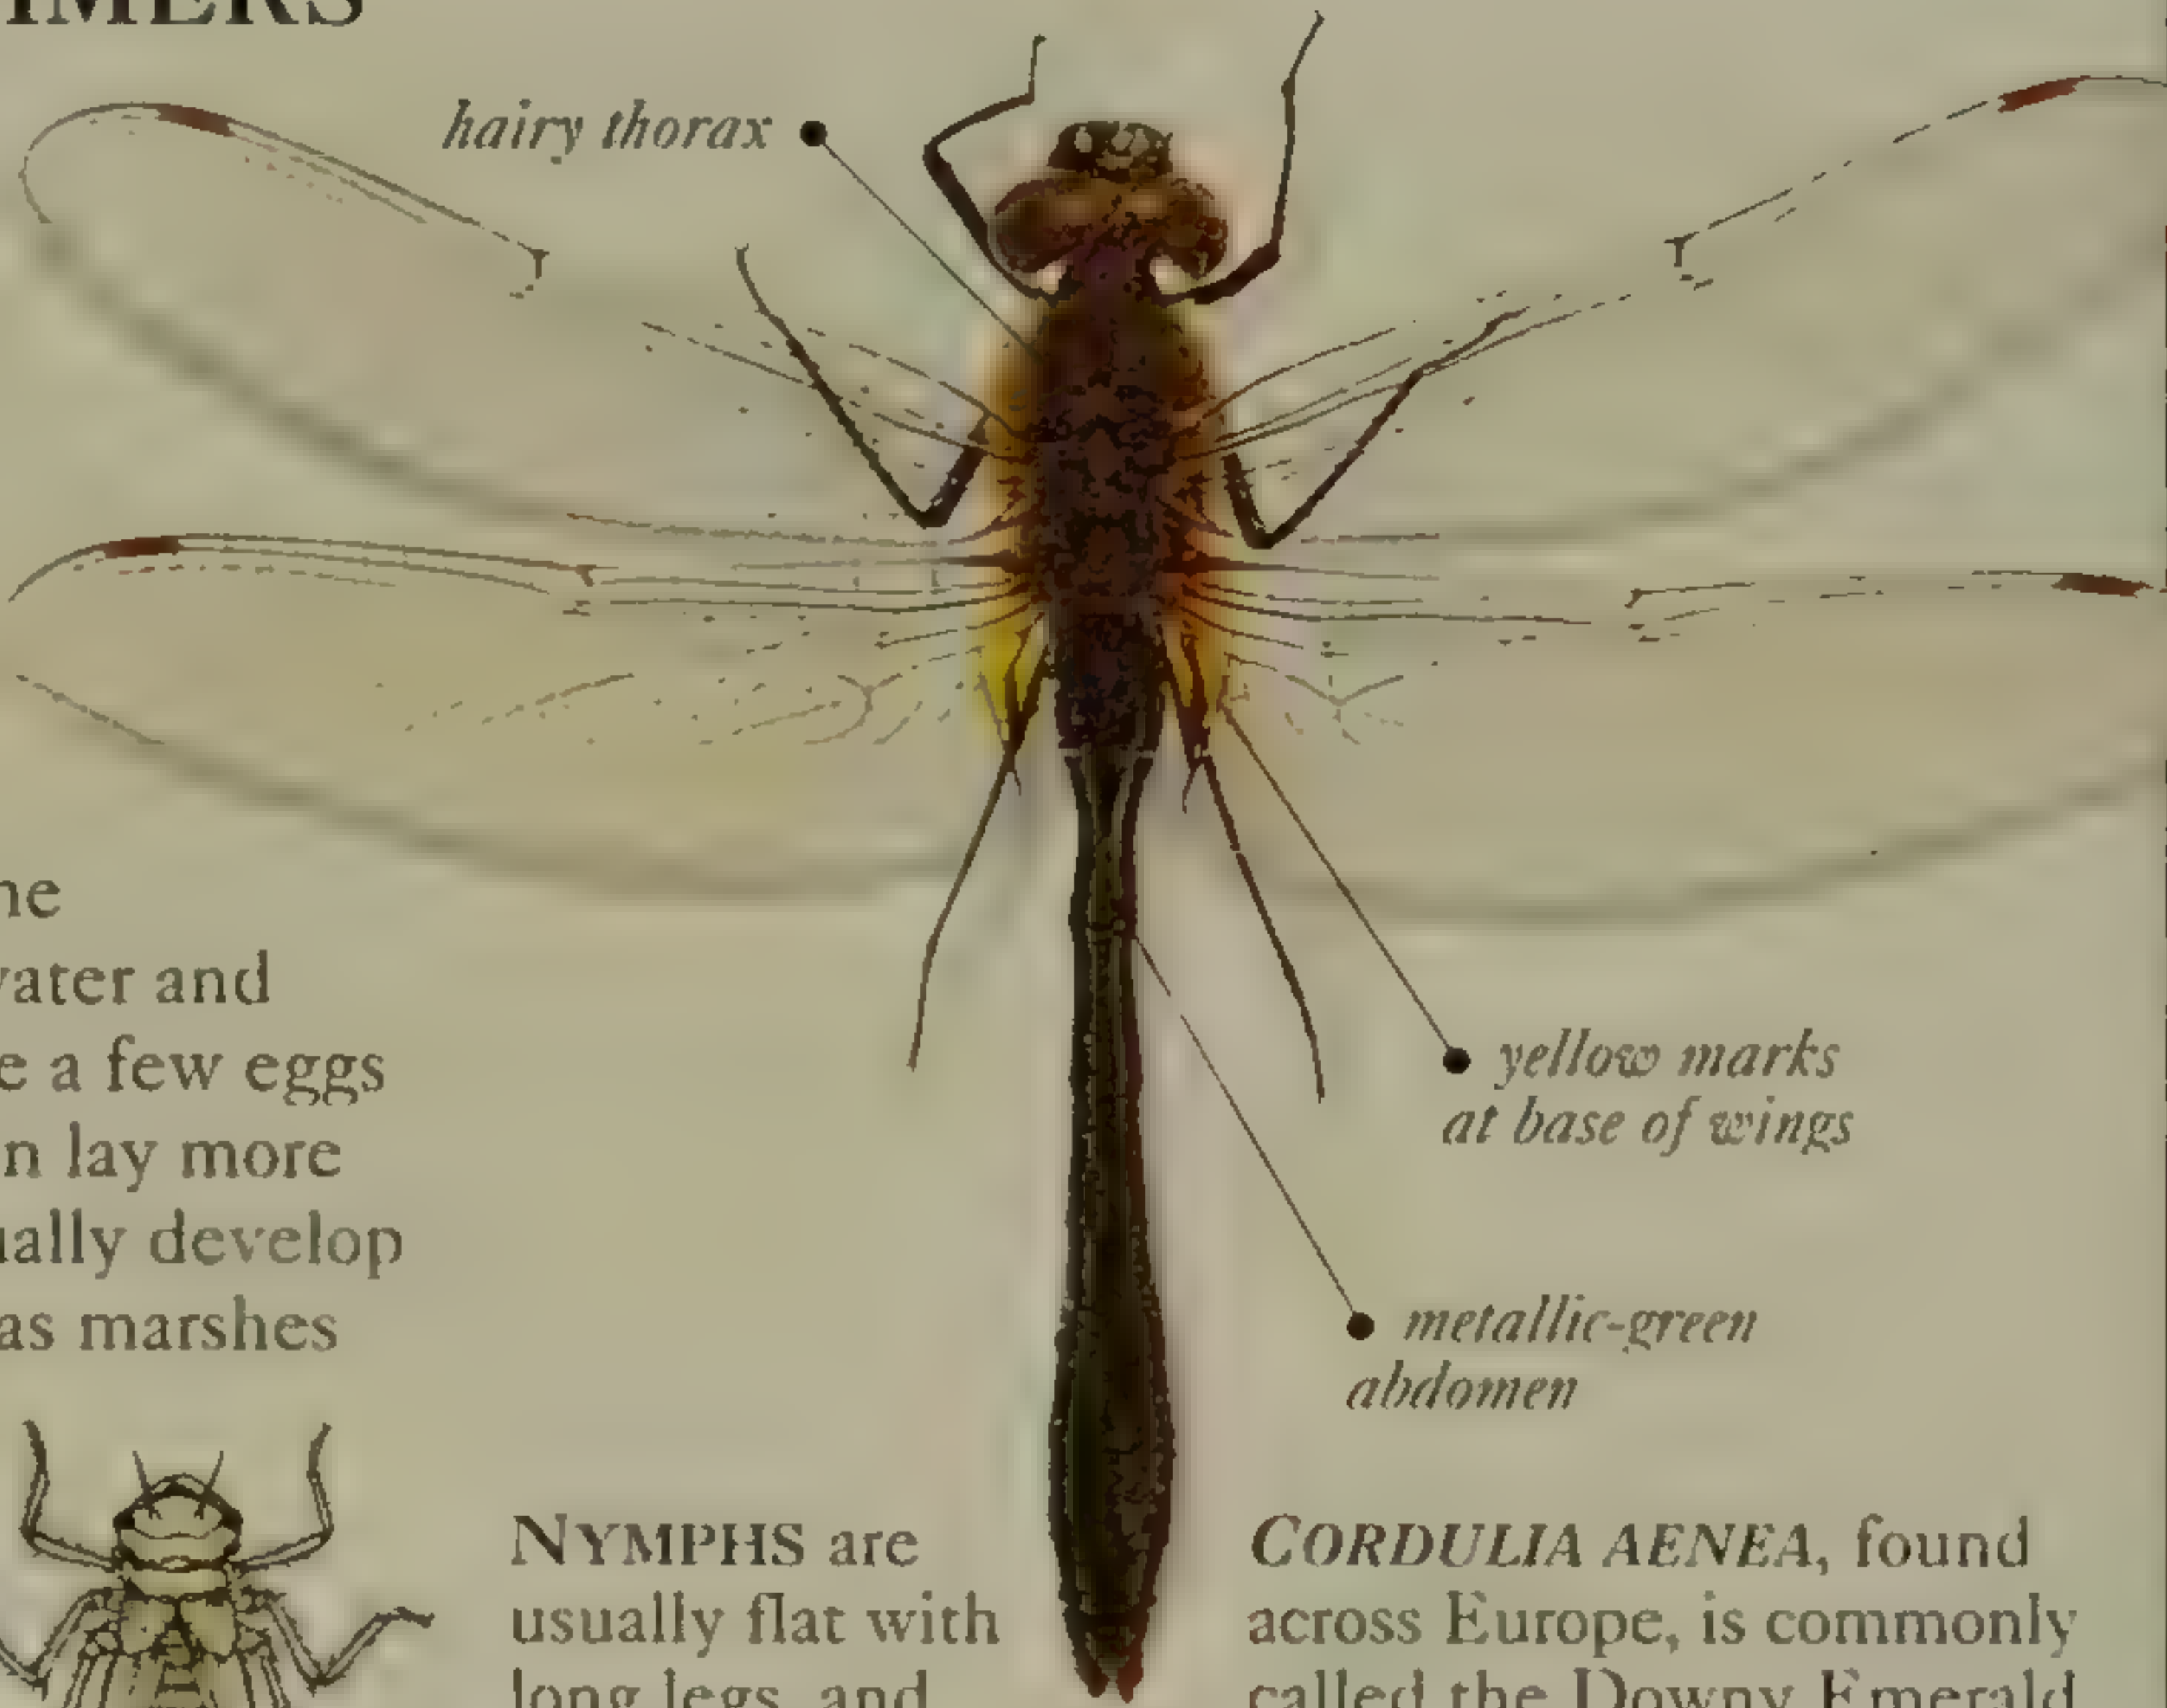 IMERS
hairy thorax
ne
vater and
e a few eggs
n lay more
ually develop
as marshes
yellow marks
at base of wings
metallic-green
abdomen
NYMPHS are
usually flat with
long legs, and
CORDULIA AENEA, found
across Europe, is commonly
called the Downy Emerald